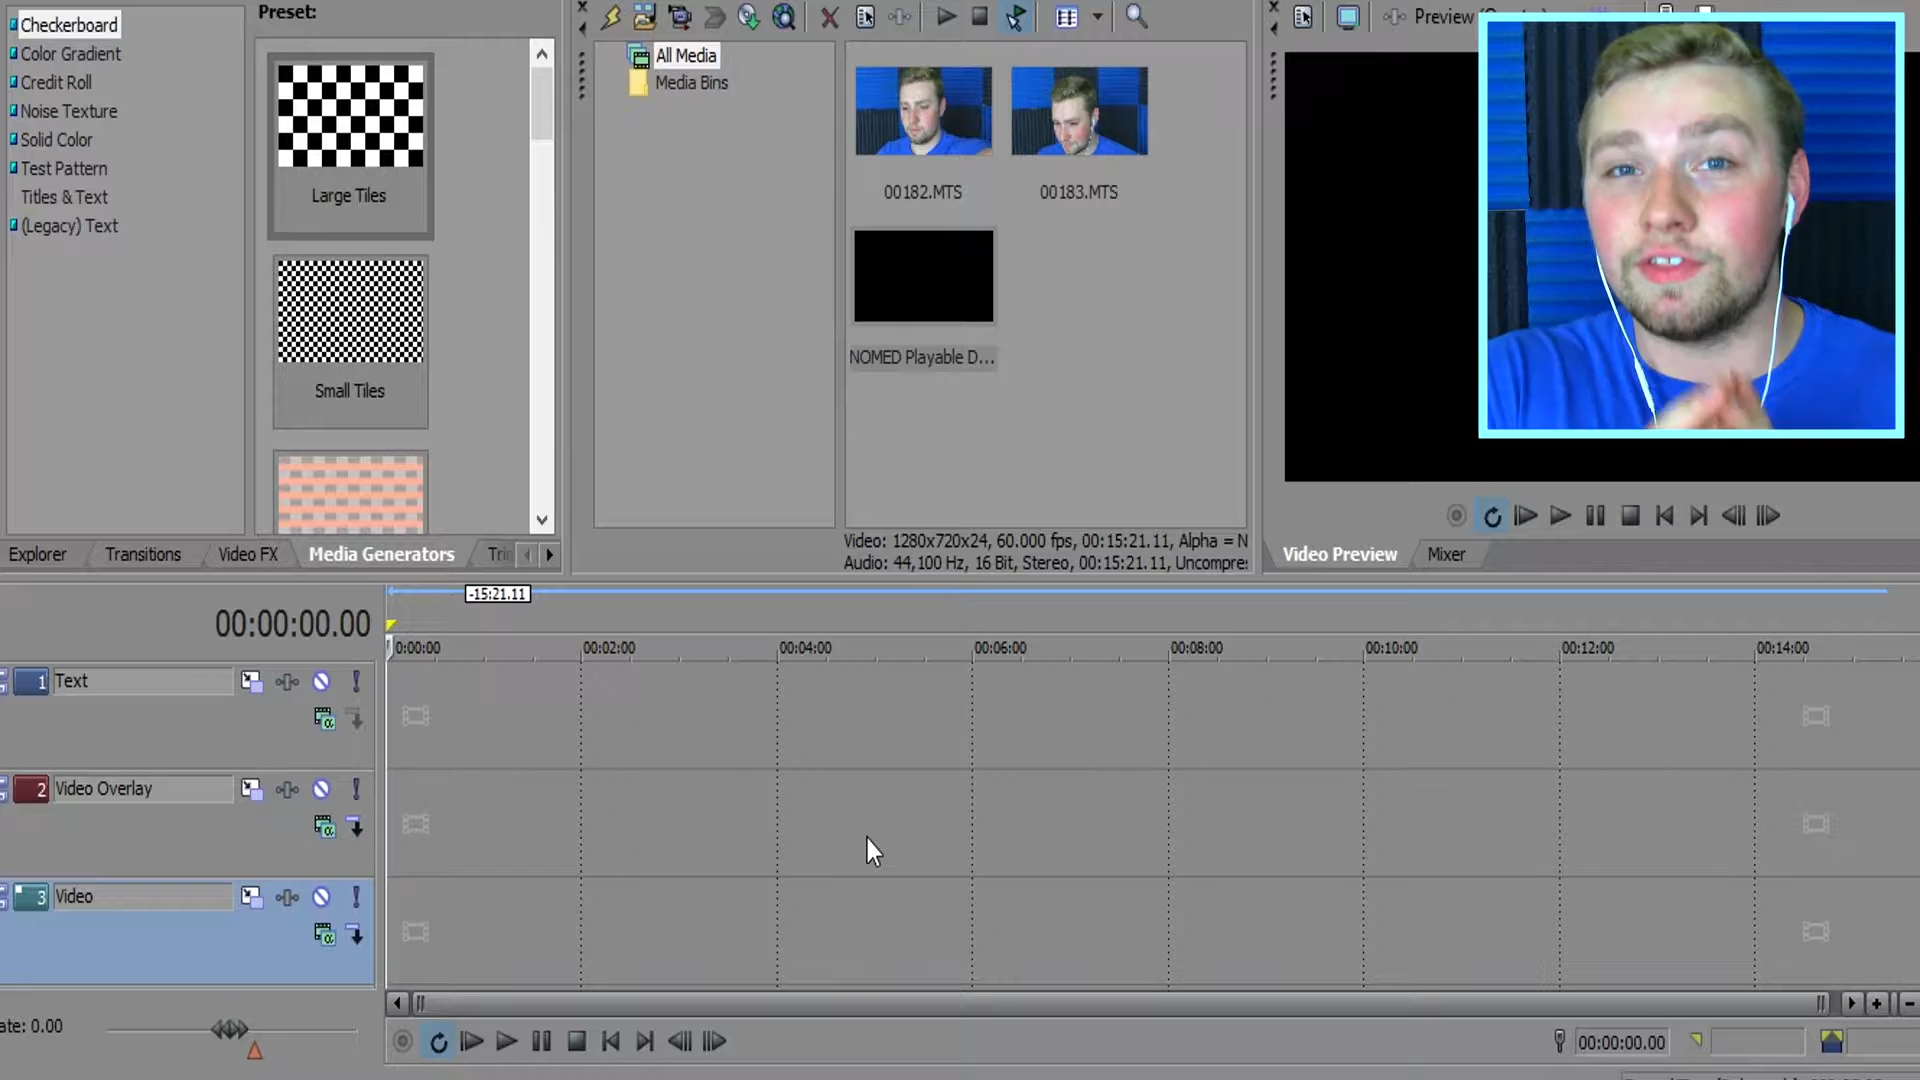 Checkerboard
Color Gradient
Credit Roll
Noise Texture
Solid Color
Test Pattern
Titles & Text
(Legacy) Text
Preset:
Large Tiles
Small Tiles
Explorer
Transitions
Video FX
Media Generators
Tri
All Media
Media Bins
00182.MTS
00183.MTS
NOMED Playable D...
Video: 1280x720x24, 60.000 fps, 00:15:21.11, Alpha = N
Audio: 44,100 Hz, 16 Bit, Stereo, 00:15:21.11, Uncompre
Preview
Video Preview
Mixer
-15:21.11
00:00:00.00
0:00:00
00:02:00
00:04:00
00:06:00
00:08:00
00:10:00
00:12:00
00:14:00
1 Text
2 Video Overlay
3 Video
ate: 0.00
00:00:00.00